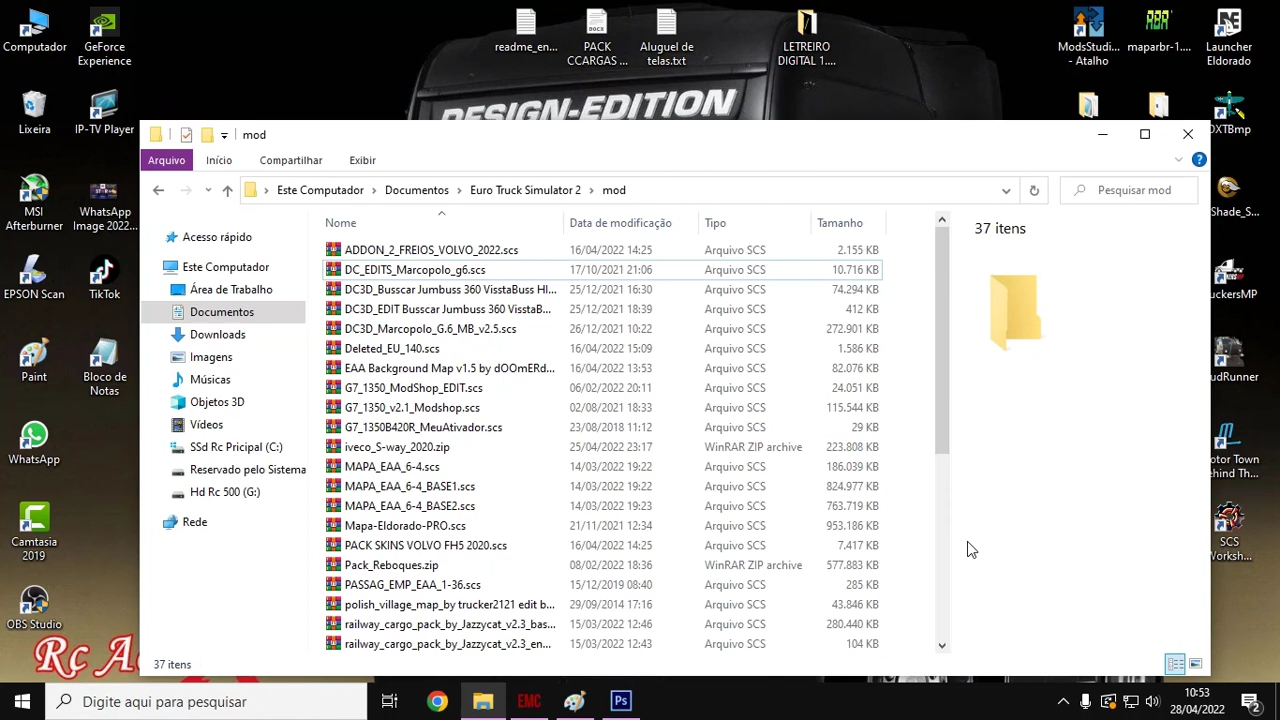 Computador
GeForce Experience
readme_en...
PACK CCARGAS ...
Aluguel de telas.txt
LETREIRO DIGITAL 1....
ModsStudi... - Atalho
maparbr-1....
Launcher Eldorado
DESIGN-EDITION
Lixeira
IP-TV Player
DXTBmp
MSI Afterburner
WhatsApp Image 2022...
EPSON Scan
TikTok
Paint
Bloco de Notas
WhatsApp
Camtasia 2019
OBS Studio
mod
Arquivo
Início
Compartilhar
Exibir
Este Computador > Documentos > Euro Truck Simulator 2 > mod
Pesquisar mod
Nome
Data de modificação
Tipo
Tamanho
37 itens
Acesso rápido
Este Computador
Área de Trabalho
Documentos
Downloads
Imagens
Músicas
Objetos 3D
Vídeos
SSd Rc Pricipal (C:)
Reservado pelo Sistema
Hd Rc 500 (G:)
Rede
ADDON_2_FREIOS_VOLVO_2022.scs 16/04/2022 14:25 Arquivo SCS 2.155 KB
DC_EDITS_Marcopolo_g6.scs 17/10/2021 21:06 Arquivo SCS 10.716 KB
DC3D_Busscar Jumbuss 360 VisstaBuss HI... 25/12/2021 16:30 Arquivo SCS 74.294 KB
DC3D_EDIT Busscar Jumbuss 360 VisstaB... 25/12/2021 18:39 Arquivo SCS 412 KB
DC3D_Marcopolo_G.6_MB_v2.5.scs 26/12/2021 10:22 Arquivo SCS 272.901 KB
Deleted_EU_140.scs 16/04/2022 15:09 Arquivo SCS 1.586 KB
EAA Background Map v1.5 by dOOmERd... 16/04/2022 13:53 Arquivo SCS 82.076 KB
G7_1350_ModShop_EDIT.scs 06/02/2022 20:11 Arquivo SCS 24.051 KB
G7_1350_v2.1_Modshop.scs 02/08/2021 18:33 Arquivo SCS 115.544 KB
G7_1350B420R_MeuAtivador.scs 23/08/2018 11:12 Arquivo SCS 29 KB
iveco_S-way_2020.zip 25/04/2022 23:17 WinRAR ZIP archive 223.808 KB
MAPA_EAA_6-4.scs 14/03/2022 19:22 Arquivo SCS 186.039 KB
MAPA_EAA_6-4_BASE1.scs 14/03/2022 19:22 Arquivo SCS 824.977 KB
MAPA_EAA_6-4_BASE2.scs 14/03/2022 19:23 Arquivo SCS 763.719 KB
Mapa-Eldorado-PRO.scs 21/11/2021 12:34 Arquivo SCS 953.186 KB
PACK SKINS VOLVO FH5 2020.scs 16/04/2022 14:25 Arquivo SCS 7.417 KB
Pack_Reboques.zip 08/02/2022 18:36 WinRAR ZIP archive 577.883 KB
PASSAG_EMP_EAA_1-36.scs 15/12/2019 08:40 Arquivo SCS 285 KB
polish_village_map_by trucker2121 edit b... 29/09/2014 17:16 Arquivo SCS 43.846 KB
railway_cargo_pack_by_Jazzycat_v2.3_bas... 15/03/2022 12:46 Arquivo SCS 280.440 KB
railway_cargo_pack_by_Jazzycat_v2.3_en... 15/03/2022 12:43 Arquivo SCS 104 KB
37 itens
Shade_S...
uckersMP
udRunner
otor Town
ehind Th...
SCS Worksh...
Rc A
Digite aqui para pesquisar
EMC
Ps
10:53
28/04/2022
2